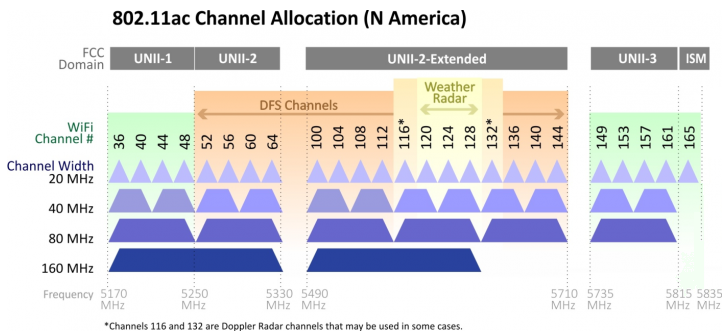 802.11ac Channel Allocation (N America)
FCC
Domain
UNII-1
UNII-2
UNII-2-Extended
UNII-3
ISM
Weather
Radar
DFS Channels
WiFi
Channel #
36 40 44 48 52 56 60 64 100 104 108 112 116* 120 124 128 132* 136 140 144 149 153 157 161 165
Channel Width
20 MHz
40 MHz
80 MHz
160 MHz
Frequency
5170
MHz
5250
MHz
5330
MHz
5490
MHz
5710
MHz
5735
MHz
5815
MHz
5835
MHz
*Channels 116 and 132 are Doppler Radar channels that may be used in some cases.